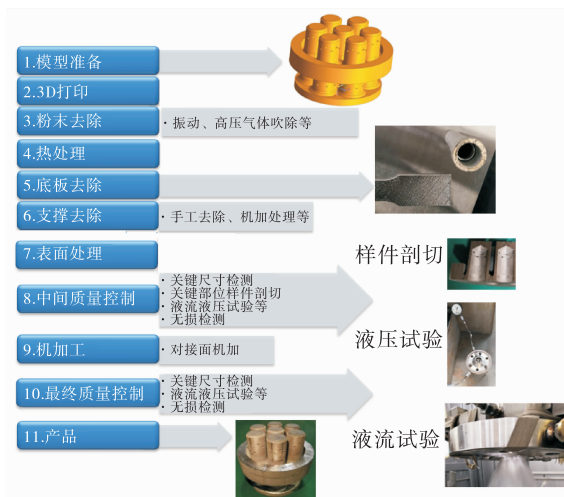 1.模型准备
2.3D打印
3.粉末去除
·振动、高压气体吹除等
4.热处理
5.底板去除
6.支撑去除
·手工去除、机加处理等
7.表面处理
8.中间质量控制
·关键尺寸检测
·关键部位样件剖切
·液流液压试验等
·无损检测
样件剖切
液压试验
9.机加工
·对接面机加
10.最终质量控制
·关键尺寸检测
·液流液压试验等
·无损检测
液流试验
11.产品